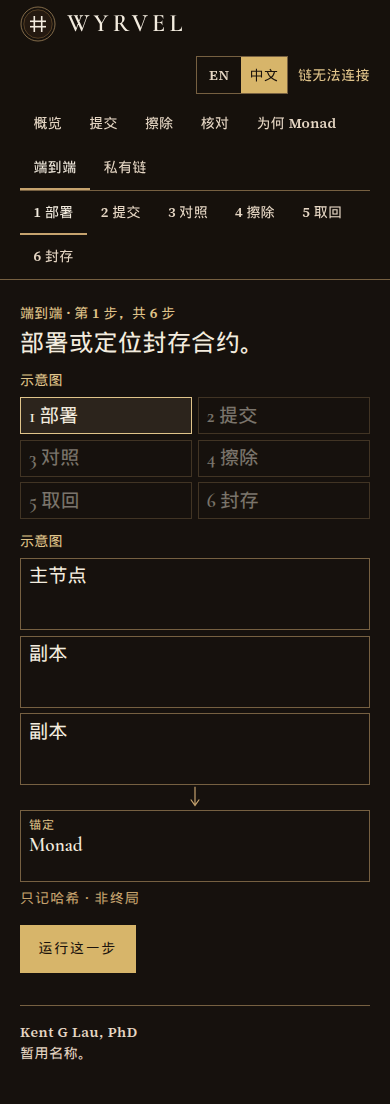 WYRVEL
EN 中文 链无法连接
概览 提交 擦除 核对 为何 Monad
端到端 私有链
1 部署 2 提交 3 对照 4 擦除 5 取回
6 封存
端到端 · 第 1 步，共 6 步
部署或定位封存合约。
示意图
1 部署 2 提交
3 对照 4 擦除
5 取回 6 封存
示意图
主节点
副本
副本
↓
锚定
Monad
只记哈希 · 非终局
运行这一步
Kent G Lau, PhD
暂用名称。